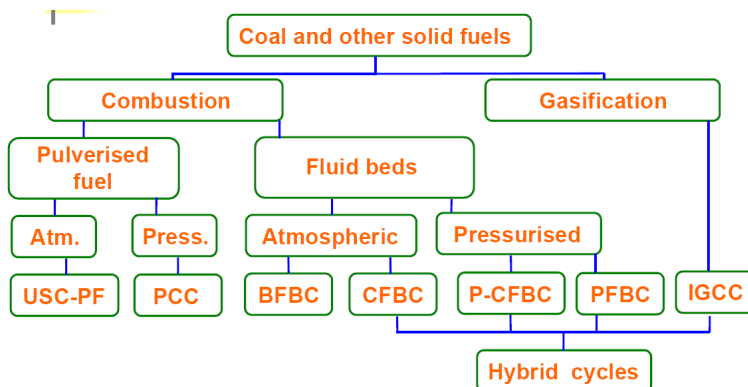 Coal and other solid fuels
Combustion
Gasification
Pulverised
fuel
Fluid beds
Atm.
Press.
Atmospheric
Pressurised
USC-PF
PCC
BFBC
CFBC
P-CFBC
PFBC
IGCC
Hybrid cycles